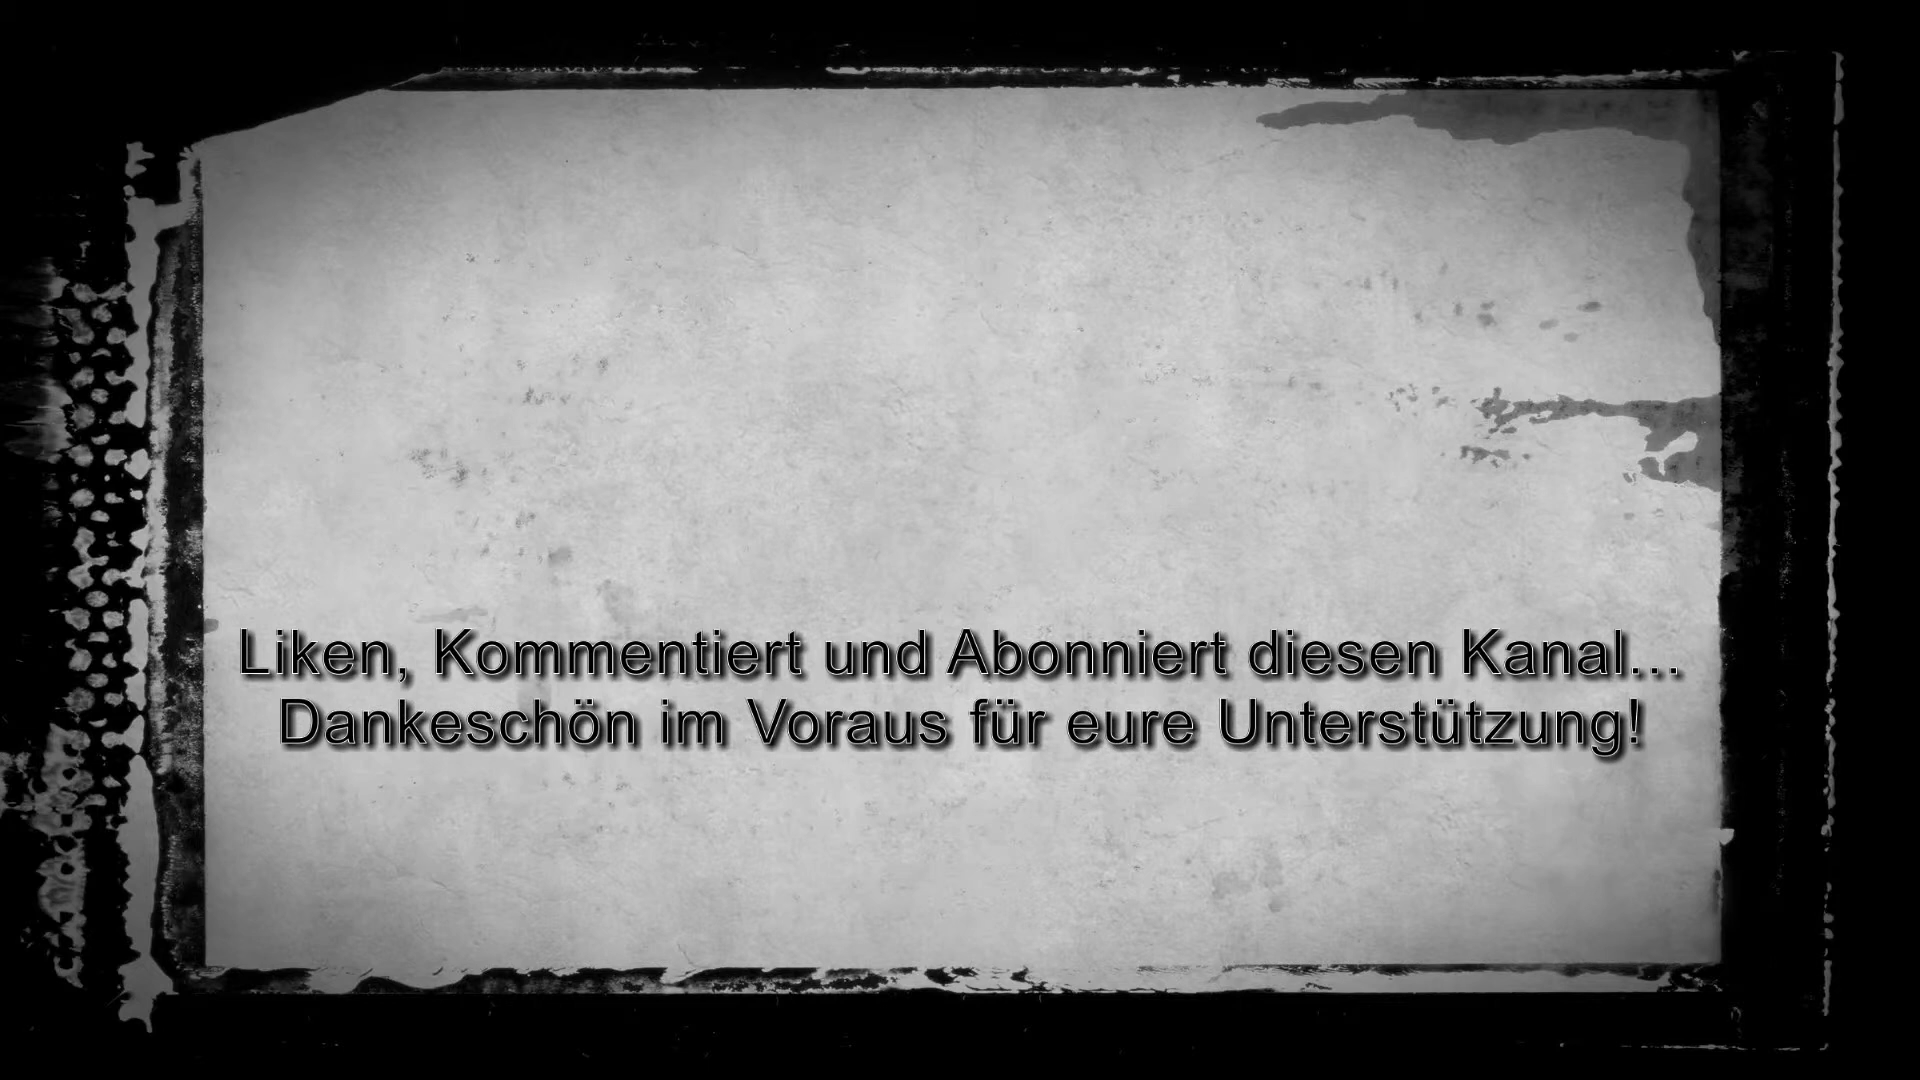 Liken, Kommentiert und Abonniert diesen Kanal...
Dankeschön im Voraus für eure Unterstützung!